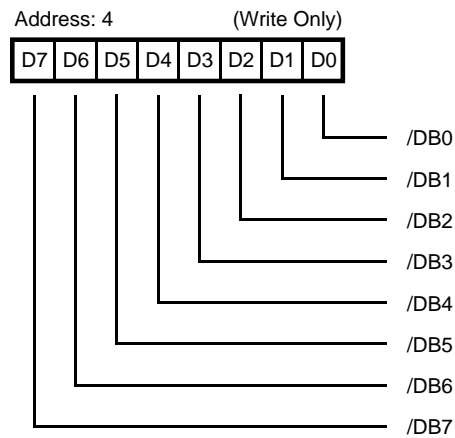 Address: 4 (Write Only)
D7 D6 D5 D4 D3 D2 D1 D0
/DB0
/DB1
/DB2
/DB3
/DB4
/DB5
/DB6
/DB7